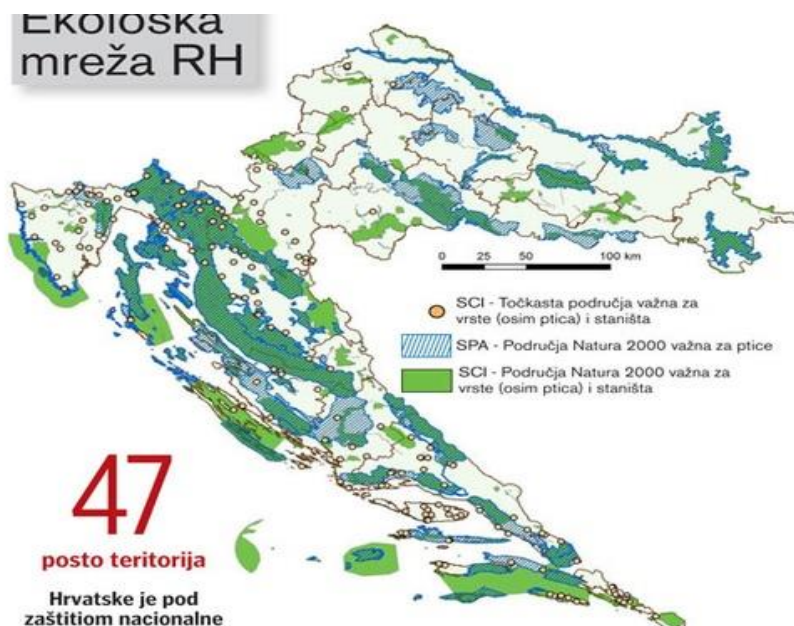 Ekološka
mreža RH
0 25 50 100 km
SCI - Točkasta područja važna za
vrste (osim ptica) i staništa
SPA - Područja Natura 2000 važna za ptice
SCI - Područja Natura 2000 važna za
vrste (osim ptica) i staništa
47
posto teritorija
Hrvatske je pod
zaštitiom nacionalne